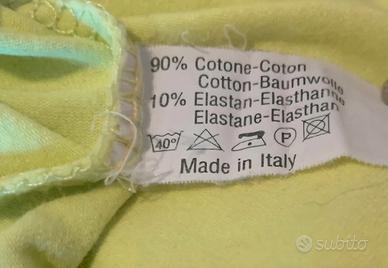 90% Cotone-Coton
Cotton-Baumwolle
10% Elastan-Elasthanne
Elastane-Elasthan
40° P
Made in Italy
subito